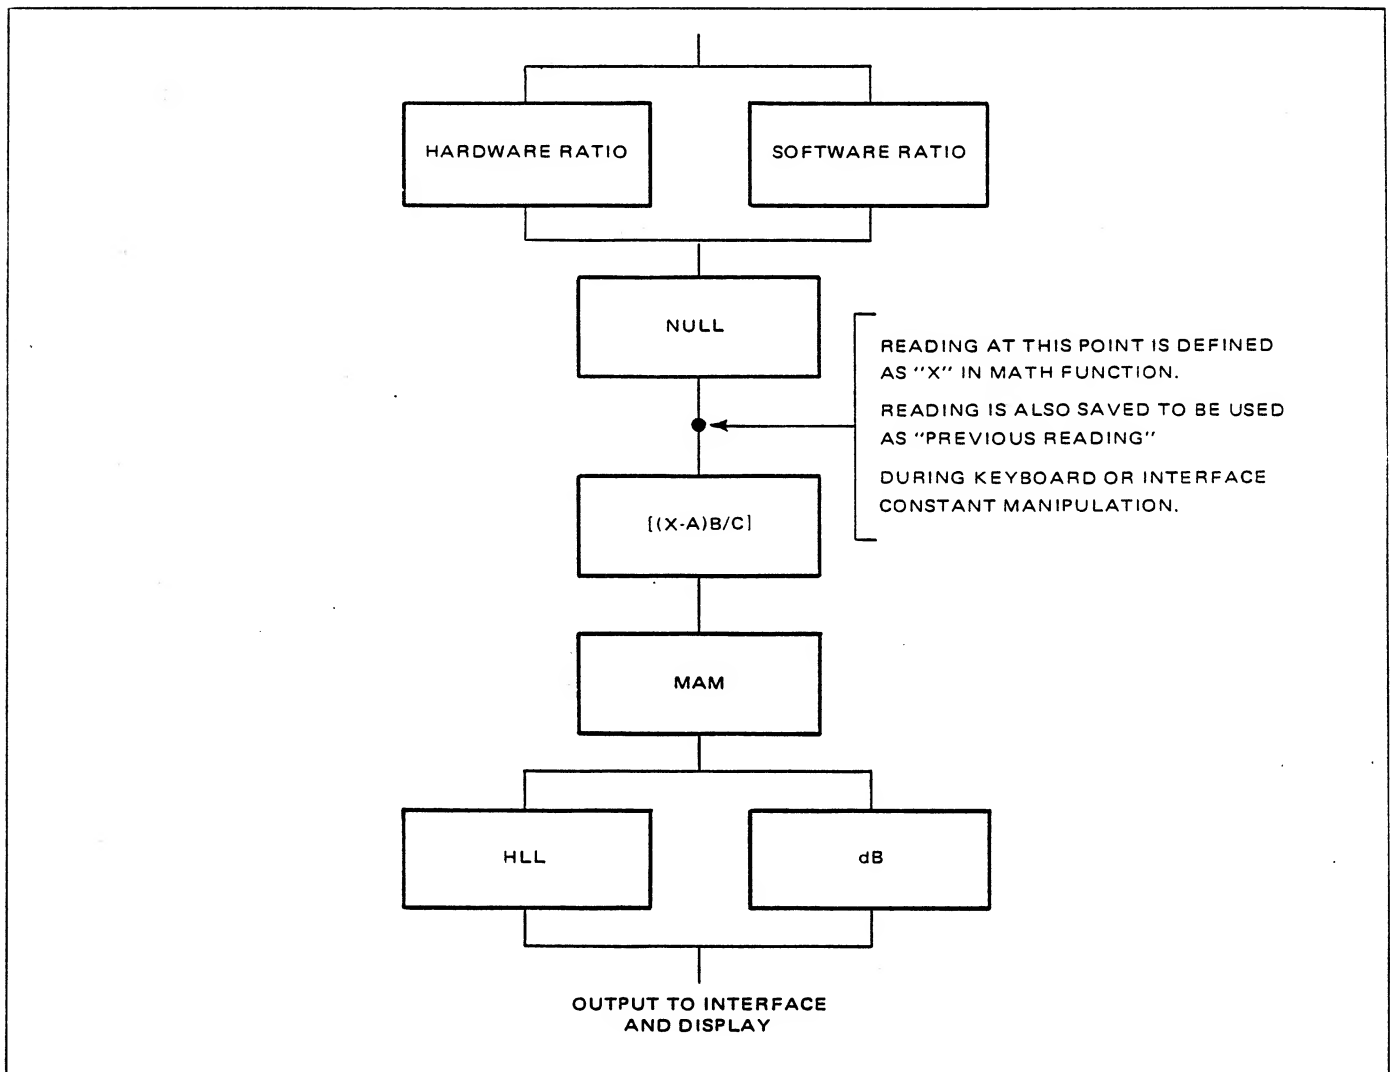 HARDWARE RATIO
SOFTWARE RATIO
NULL
READING AT THIS POINT IS DEFINED
AS "X" IN MATH FUNCTION.
READING IS ALSO SAVED TO BE USED
AS "PREVIOUS READING"
DURING KEYBOARD OR INTERFACE
CONSTANT MANIPULATION.
[(X-A)B/C]
MAM
HLL
dB
OUTPUT TO INTERFACE
AND DISPLAY